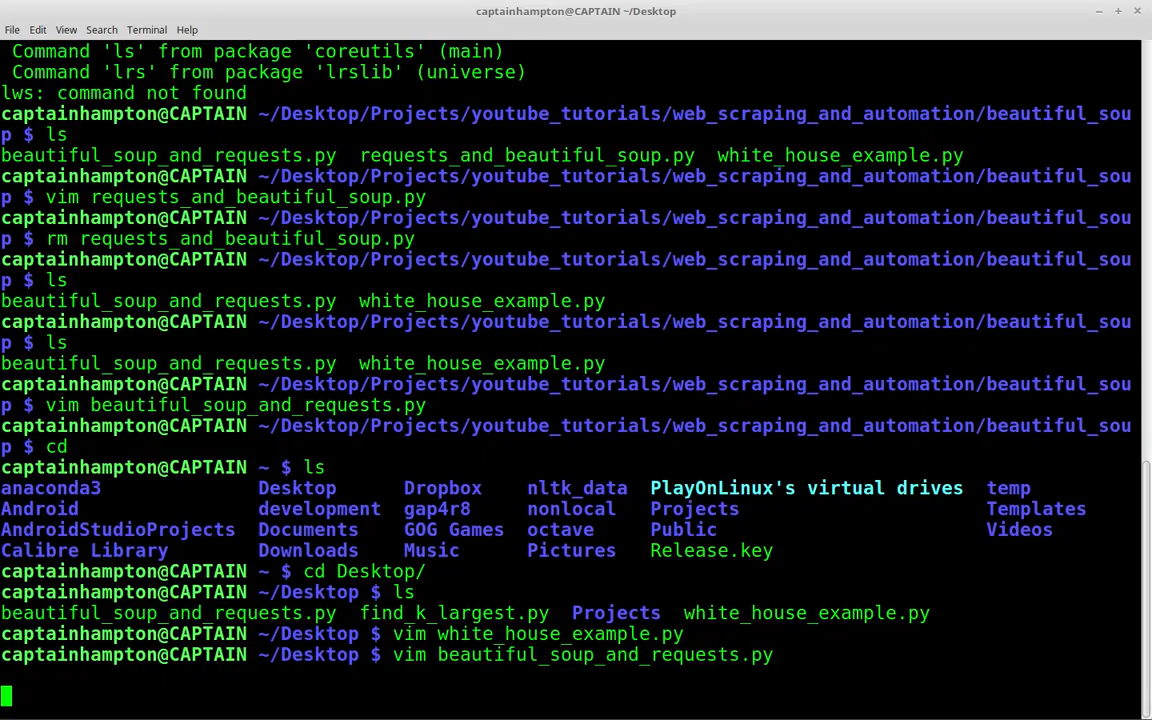 captainhampton@CAPTAIN ~/Desktop
File Edit View Search Terminal Help
Command 'ls' from package 'coreutils' (main)
Command 'lrs' from package 'lrslib' (universe)
lws: command not found
captainhampton@CAPTAIN ~/Desktop/Projects/youtube_tutorials/web_scraping_and_automation/beautiful_sou
p $ ls
beautiful_soup_and_requests.py  requests_and_beautiful_soup.py  white_house_example.py
captainhampton@CAPTAIN ~/Desktop/Projects/youtube_tutorials/web_scraping_and_automation/beautiful_sou
p $ vim requests_and_beautiful_soup.py
captainhampton@CAPTAIN ~/Desktop/Projects/youtube_tutorials/web_scraping_and_automation/beautiful_sou
p $ rm requests_and_beautiful_soup.py
captainhampton@CAPTAIN ~/Desktop/Projects/youtube_tutorials/web_scraping_and_automation/beautiful_sou
p $ ls
beautiful_soup_and_requests.py  white_house_example.py
captainhampton@CAPTAIN ~/Desktop/Projects/youtube_tutorials/web_scraping_and_automation/beautiful_sou
p $ ls
beautiful_soup_and_requests.py  white_house_example.py
captainhampton@CAPTAIN ~/Desktop/Projects/youtube_tutorials/web_scraping_and_automation/beautiful_sou
p $ vim beautiful_soup_and_requests.py
captainhampton@CAPTAIN ~/Desktop/Projects/youtube_tutorials/web_scraping_and_automation/beautiful_sou
p $ cd
captainhampton@CAPTAIN ~ $ ls
anaconda3  Desktop  Dropbox  nltk_data  PlayOnLinux's virtual drives  temp
Android  development  gap4r8  nonlocal  Projects  Templates
AndroidStudioProjects  Documents  GOG Games  octave  Public  Videos
Calibre Library  Downloads  Music  Pictures  Release.key
captainhampton@CAPTAIN ~ $ cd Desktop/
captainhampton@CAPTAIN ~/Desktop $ ls
beautiful_soup_and_requests.py  find_k_largest.py  Projects  white_house_example.py
captainhampton@CAPTAIN ~/Desktop $ vim white_house_example.py
captainhampton@CAPTAIN ~/Desktop $ vim beautiful_soup_and_requests.py